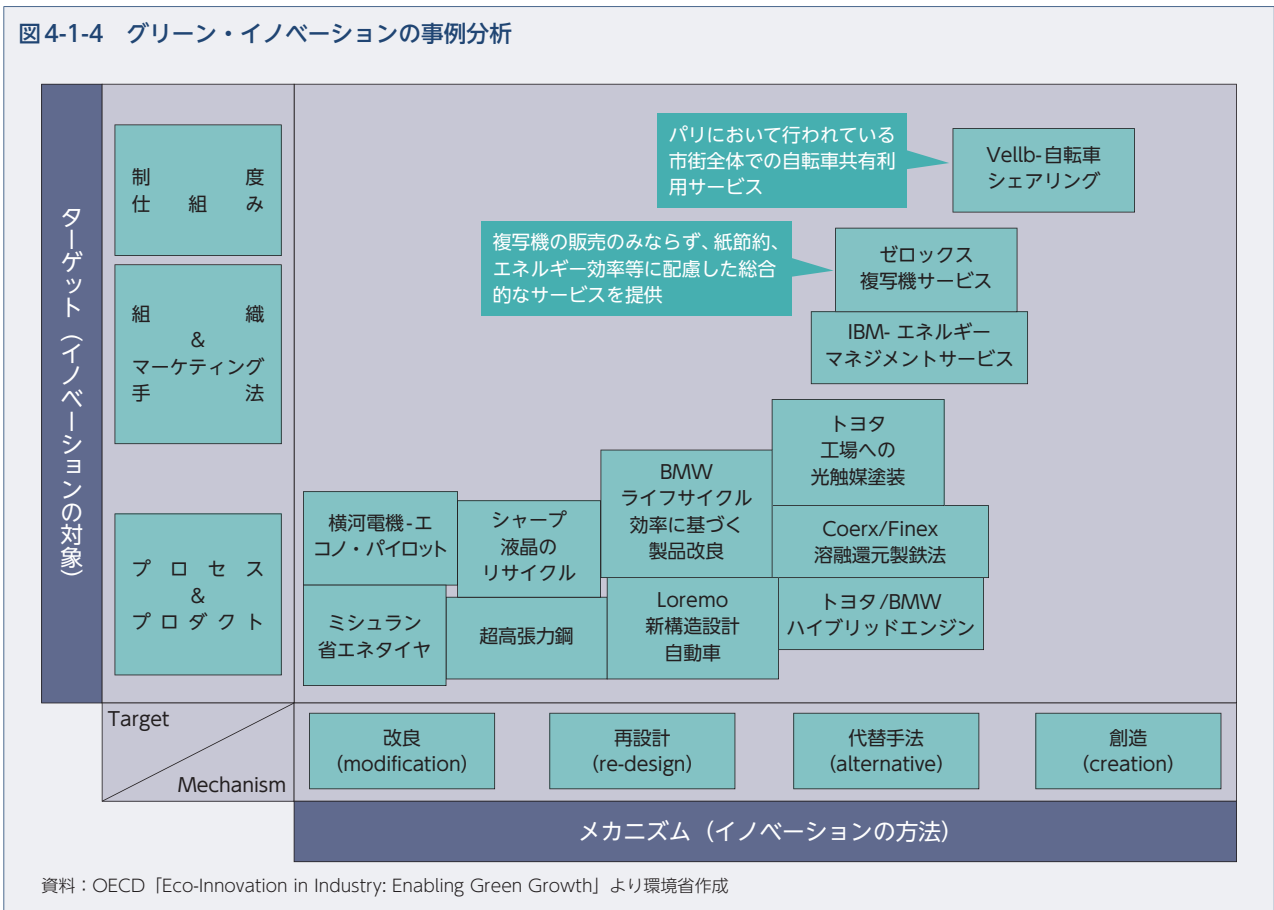 図4-1-4 グリーン・イノベーションの事例分析
ターゲット（イノベーションの対象）
制度
仕組み
組織
&
マーケティング
手法
プロセス
&
プロダクト
パリにおいて行われている
市街全体での自転車共有利
用サービス
Vellb-自転車
シェアリング
複写機の販売のみならず、紙節約、
エネルギー効率等に配慮した総合
的なサービスを提供
ゼロックス
複写機サービス
IBM- エネルギー
マネジメントサービス
トヨタ
工場への
光触媒塗装
BMW
ライフサイクル
効率に基づく
製品改良
横河電機-エ
コノ・パイロット
シャープ
液晶の
リサイクル
Coerx/Finex
溶融還元製鉄法
ミシュラン
省エネタイヤ
超高張力鋼
Loremo
新構造設計
自動車
トヨタ/BMW
ハイブリッドエンジン
Target
Mechanism
改良
(modification)
再設計
(re-design)
代替手法
(alternative)
創造
(creation)
メカニズム（イノベーションの方法）
資料：OECD「Eco-Innovation in Industry: Enabling Green Growth」より環境省作成